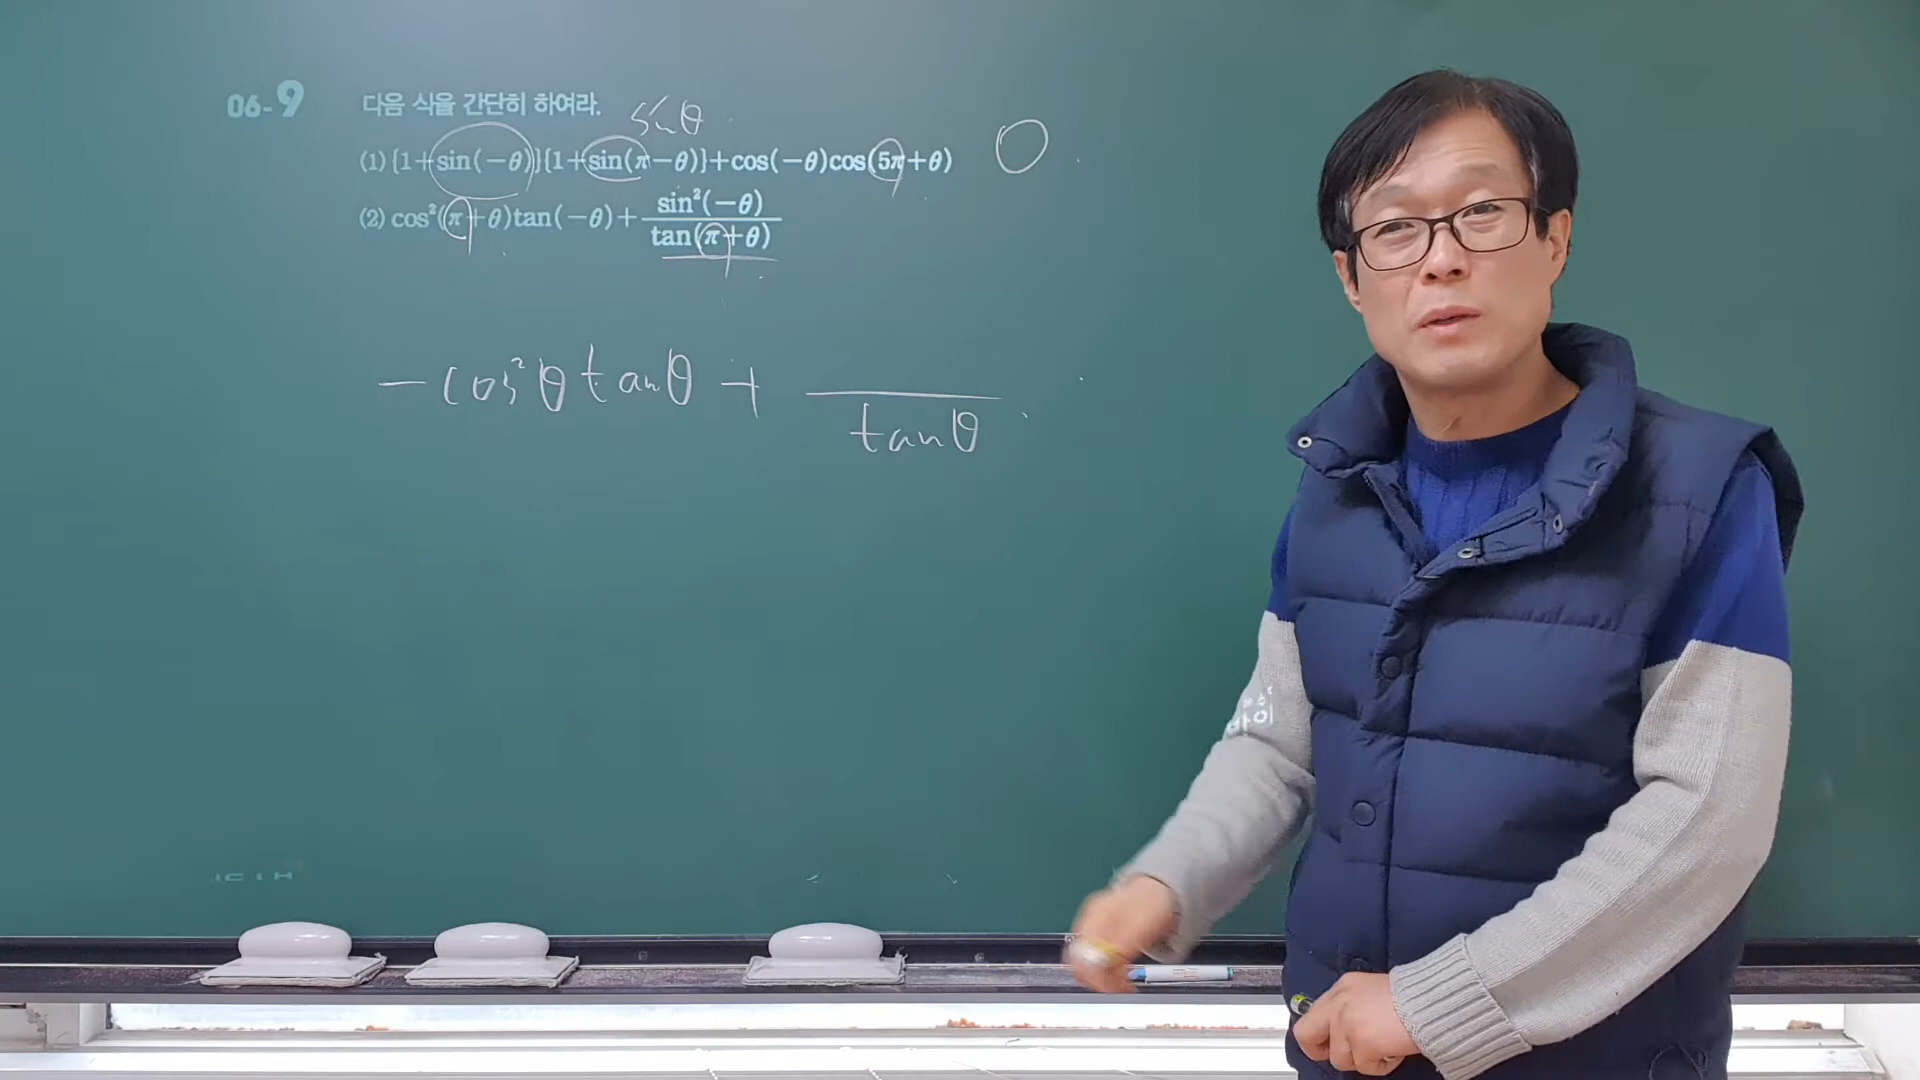 06-9 다음 식을 간단히 하여라.
sinθ
(1) {1+sin(−θ)}{1+sin(π−θ)}+cos(−θ)cos(5π+θ) 0
(2) cos²(π+θ)tan(−θ)+ sin²(−θ)
tan(π+θ)
−cos²θ tanθ +
tanθ